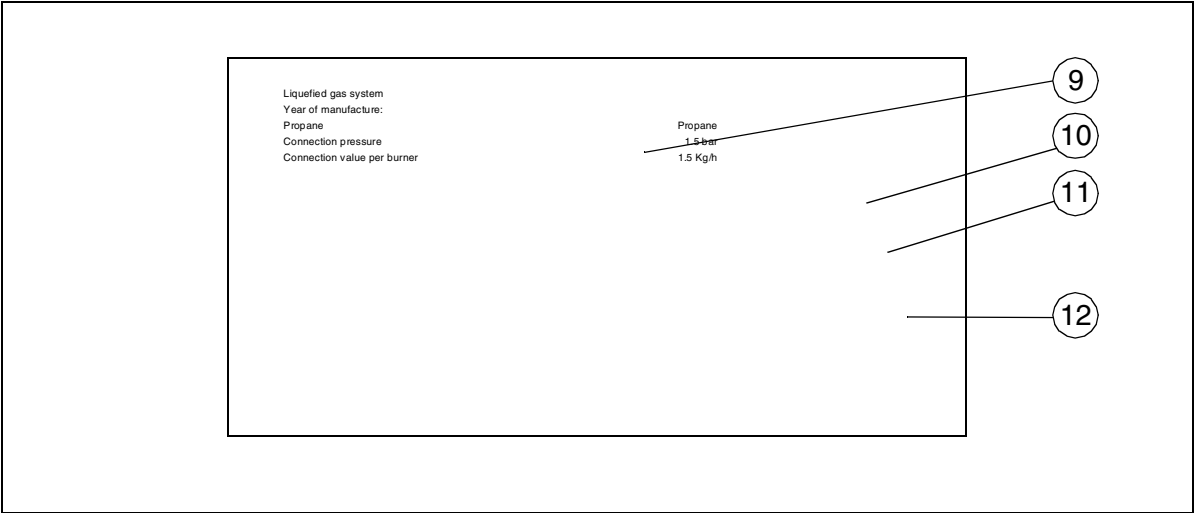 Liquefied gas system
Year of manufacture:
Propane Propane
Connection pressure 1.5 bar
Connection value per burner 1.5 Kg/h
9
10
11
12